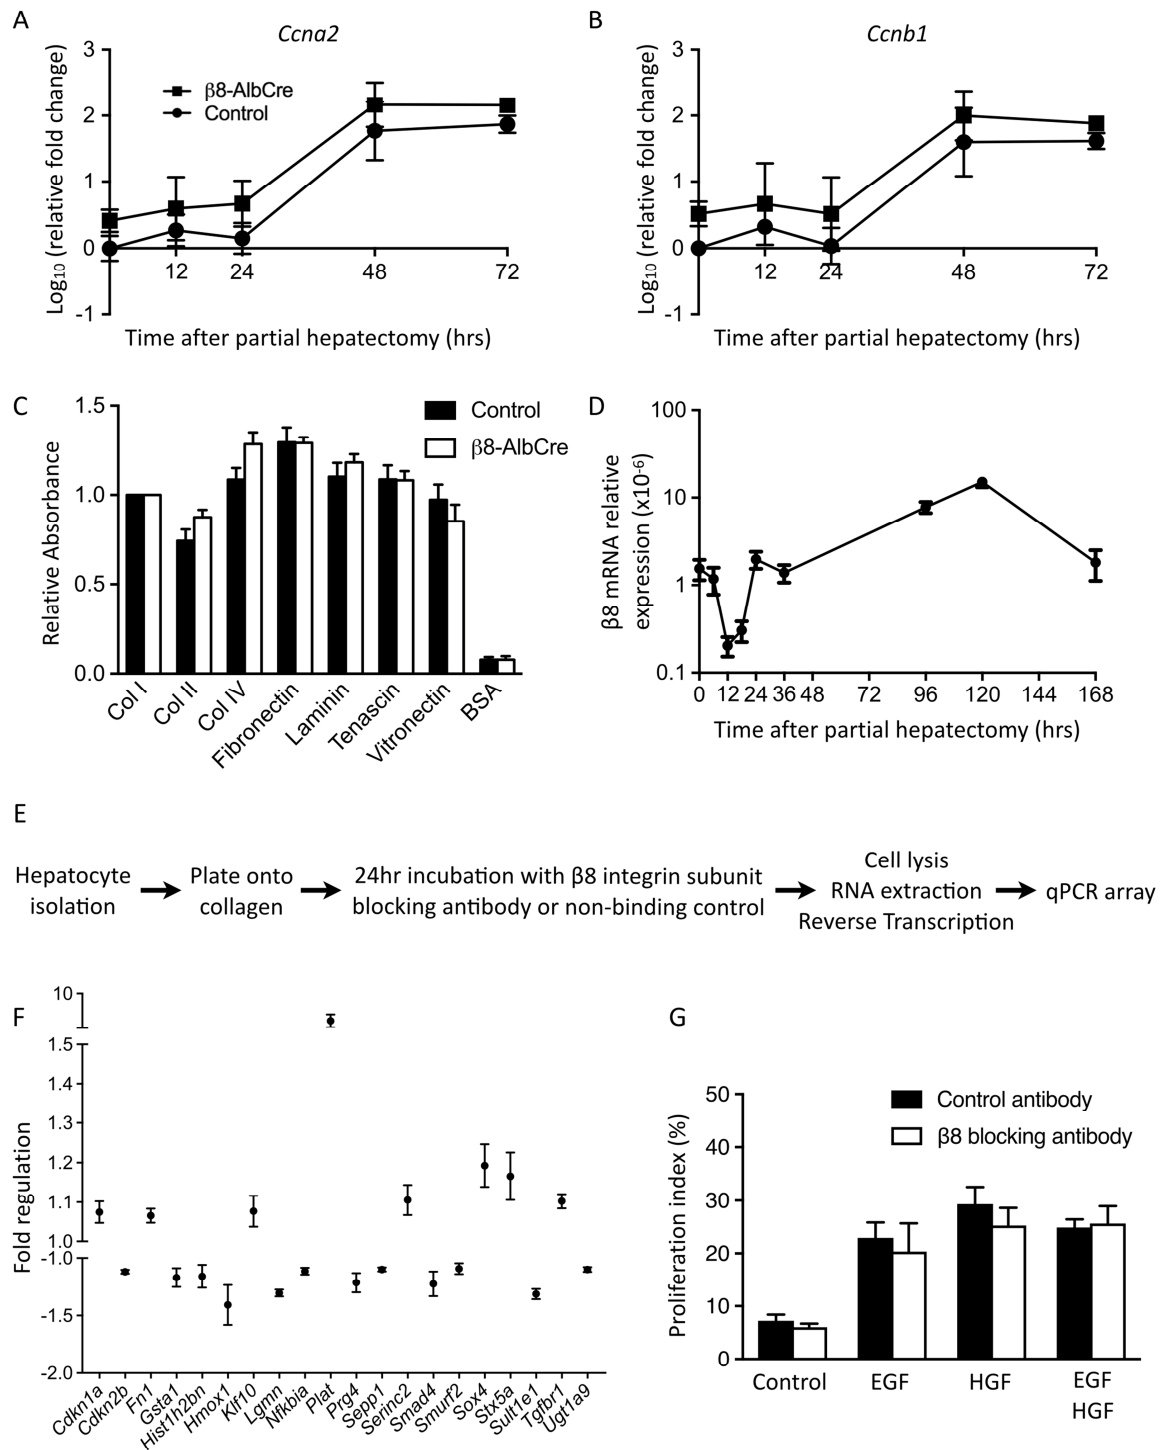 A
Ccna2
Log10 (relative fold change)
3
2
1
0
-1
β8-AlbCre
Control
12
24
48
72
Time after partial hepatectomy (hrs)
B
Ccnb1
Log10 (relative fold change)
3
2
1
0
-1
12
24
48
72
Time after partial hepatectomy (hrs)
C
Relative Absorbance
1.5
1.0
0.5
0.0
Control
β8-AlbCre
Col I
Col II
Col IV
Fibronectin
Laminin
Tenascin
Vitronectin
BSA
D
β8 mRNA relative
expression (x10-6)
100
10
1
0.1
0 12 24 36 48 72 96 120 144 168
Time after partial hepatectomy (hrs)
E
Hepatocyte
isolation
Plate onto
collagen
24hr incubation with β8 integrin subunit
blocking antibody or non-binding control
Cell lysis
RNA extraction
Reverse Transcription
qPCR array
F
Fold regulation
10
1.5
1.4
1.3
1.2
1.1
1.0
-1.0
-1.5
-2.0
Cdkn1a
Cdkn2b
Fn1
Gsta1
Hist1h2bn
Hmox1
Klf10
Lgmn
Nfkbia
Plat
Prg4
Sepp1
Serinc2
Smad4
Smurf2
Sox4
Stx5a
Sult1e1
Tgfbr1
Ugt1a9
G
Proliferation index (%)
50
40
30
20
10
0
Control antibody
β8 blocking antibody
Control
EGF
HGF
EGF
HGF